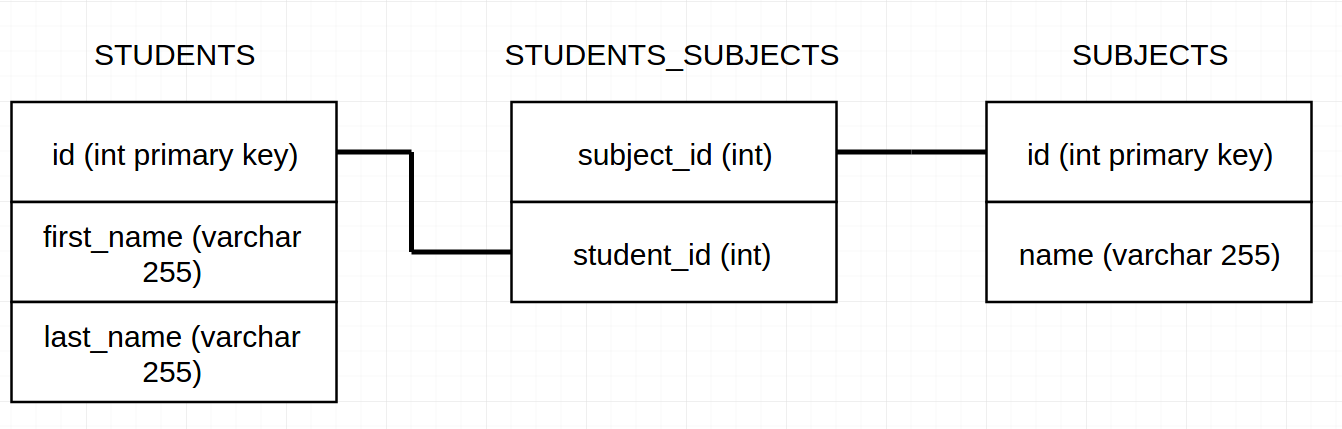 STUDENTS
id (int primary key)
first_name (varchar
255)
last_name (varchar
255)
STUDENTS_SUBJECTS
subject_id (int)
student_id (int)
SUBJECTS
id (int primary key)
name (varchar 255)